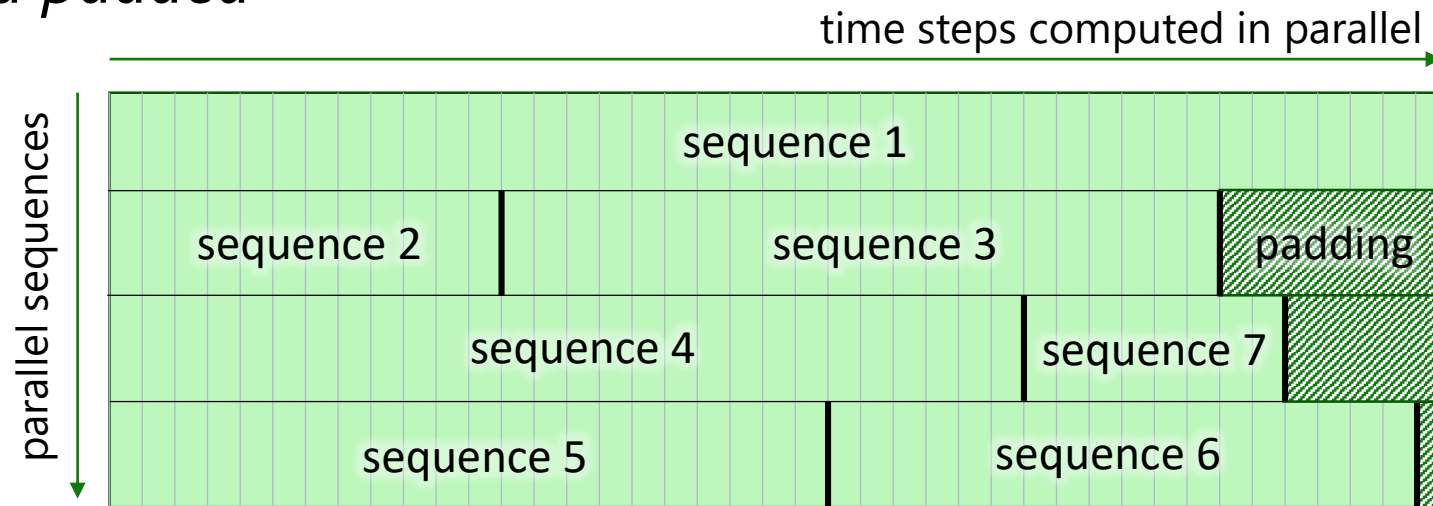 padded
time steps computed in parallel
parallel sequences
sequence 1
sequence 2
sequence 3
padding
sequence 4
sequence 7
sequence 5
sequence 6